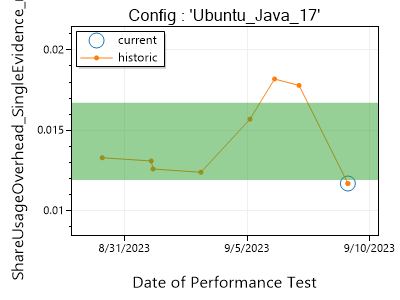 Config : 'Ubuntu_Java_17'
ShareUsageOverhead_SingleEvidence_
current
historic
0.02
0.015
0.01
8/31/2023
9/5/2023
9/10/2023
Date of Performance Test